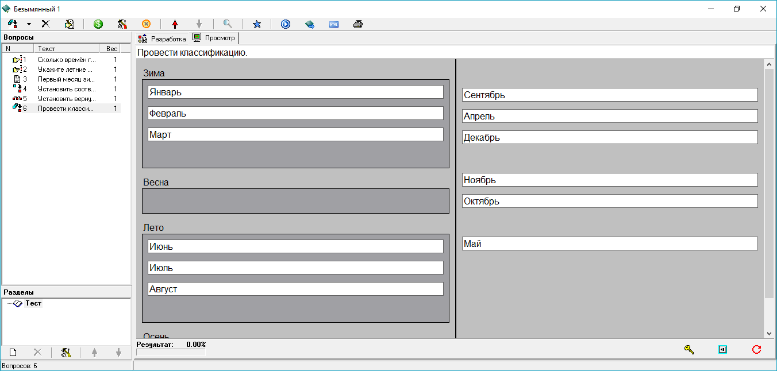 Безымянный 1
Вопросы
N Текст Вес
1 Сколько времён г... 1
2 Укажите летние ... 1
3 Первый месяц зи... 1
4 Установить соотв... 1
5 Установить верну... 1
6 Провести класси... 1
Разделы
Тест
Вопросов: 6
Разработка Просмотр
Провести классификацию.
Зима
Январь
Февраль
Март
Весна
Лето
Июнь
Июль
Август
Осень
Сентябрь
Апрель
Декабрь
Ноябрь
Октябрь
Май
Результат: 0.00%